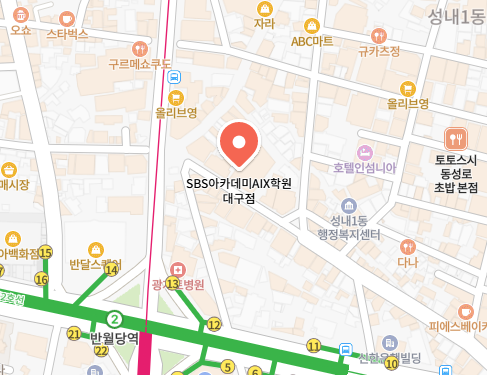 자라
성내1동
오쇼
스타벅스
ABC마트
구르메쇼쿠도
규카츠정
올리브영
올리브영
호텔인섬니아
토토스시
동성로
초밥 본점
매시장
SBS아카데미AIX학원
대구점
성내1동
행정복지센터
아백화점
15
반달스퀘어
다나
14
16
13
병원
2호선
2
12
피에스베이커
21
반월당역
22
11
신한은행빌딩
5
6
10